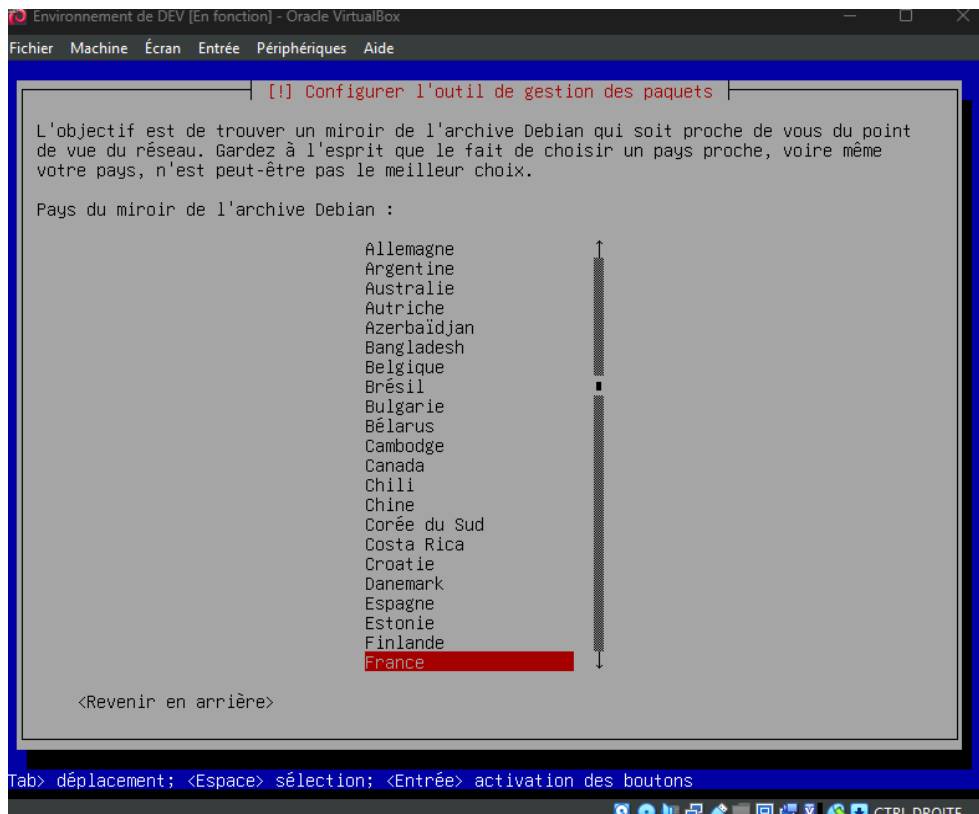 Environnement de DEV [En fonction] - Oracle VirtualBox
Fichier Machine Écran Entrée Périphériques Aide
[!] Configurer l'outil de gestion des paquets
L'objectif est de trouver un miroir de l'archive Debian qui soit proche de vous du point
de vue du réseau. Gardez à l'esprit que le fait de choisir un pays proche, voire même
votre pays, n'est peut-être pas le meilleur choix.
Pays du miroir de l'archive Debian :
Allemagne
Argentine
Australie
Autriche
Azerbaïdjan
Bangladesh
Belgique
Brésil
Bulgarie
Bélarus
Cambodge
Canada
Chili
Chine
Corée du Sud
Costa Rica
Croatie
Danemark
Espagne
Estonie
Finlande
France
<Revenir en arrière>
Tab> déplacement; <Espace> sélection; <Entrée> activation des boutons
CTRL DROITE